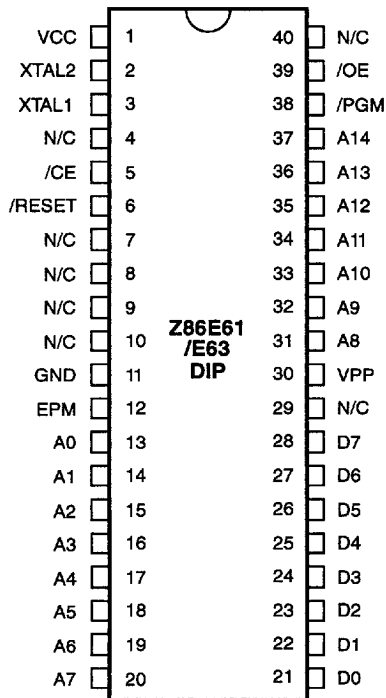 VCC 1 40 N/C
XTAL2 2 39 /OE
XTAL1 3 38 /PGM
N/C 4 37 A14
/CE 5 36 A13
/RESET 6 35 A12
N/C 7 34 A11
N/C 8 33 A10
N/C 9 32 A9
N/C 10 31 A8
Z86E61
/E63
DIP
GND 11 30 VPP
EPM 12 29 N/C
A0 13 28 D7
A1 14 27 D6
A2 15 26 D5
A3 16 25 D4
A4 17 24 D3
A5 18 23 D2
A6 19 22 D1
A7 20 21 D0